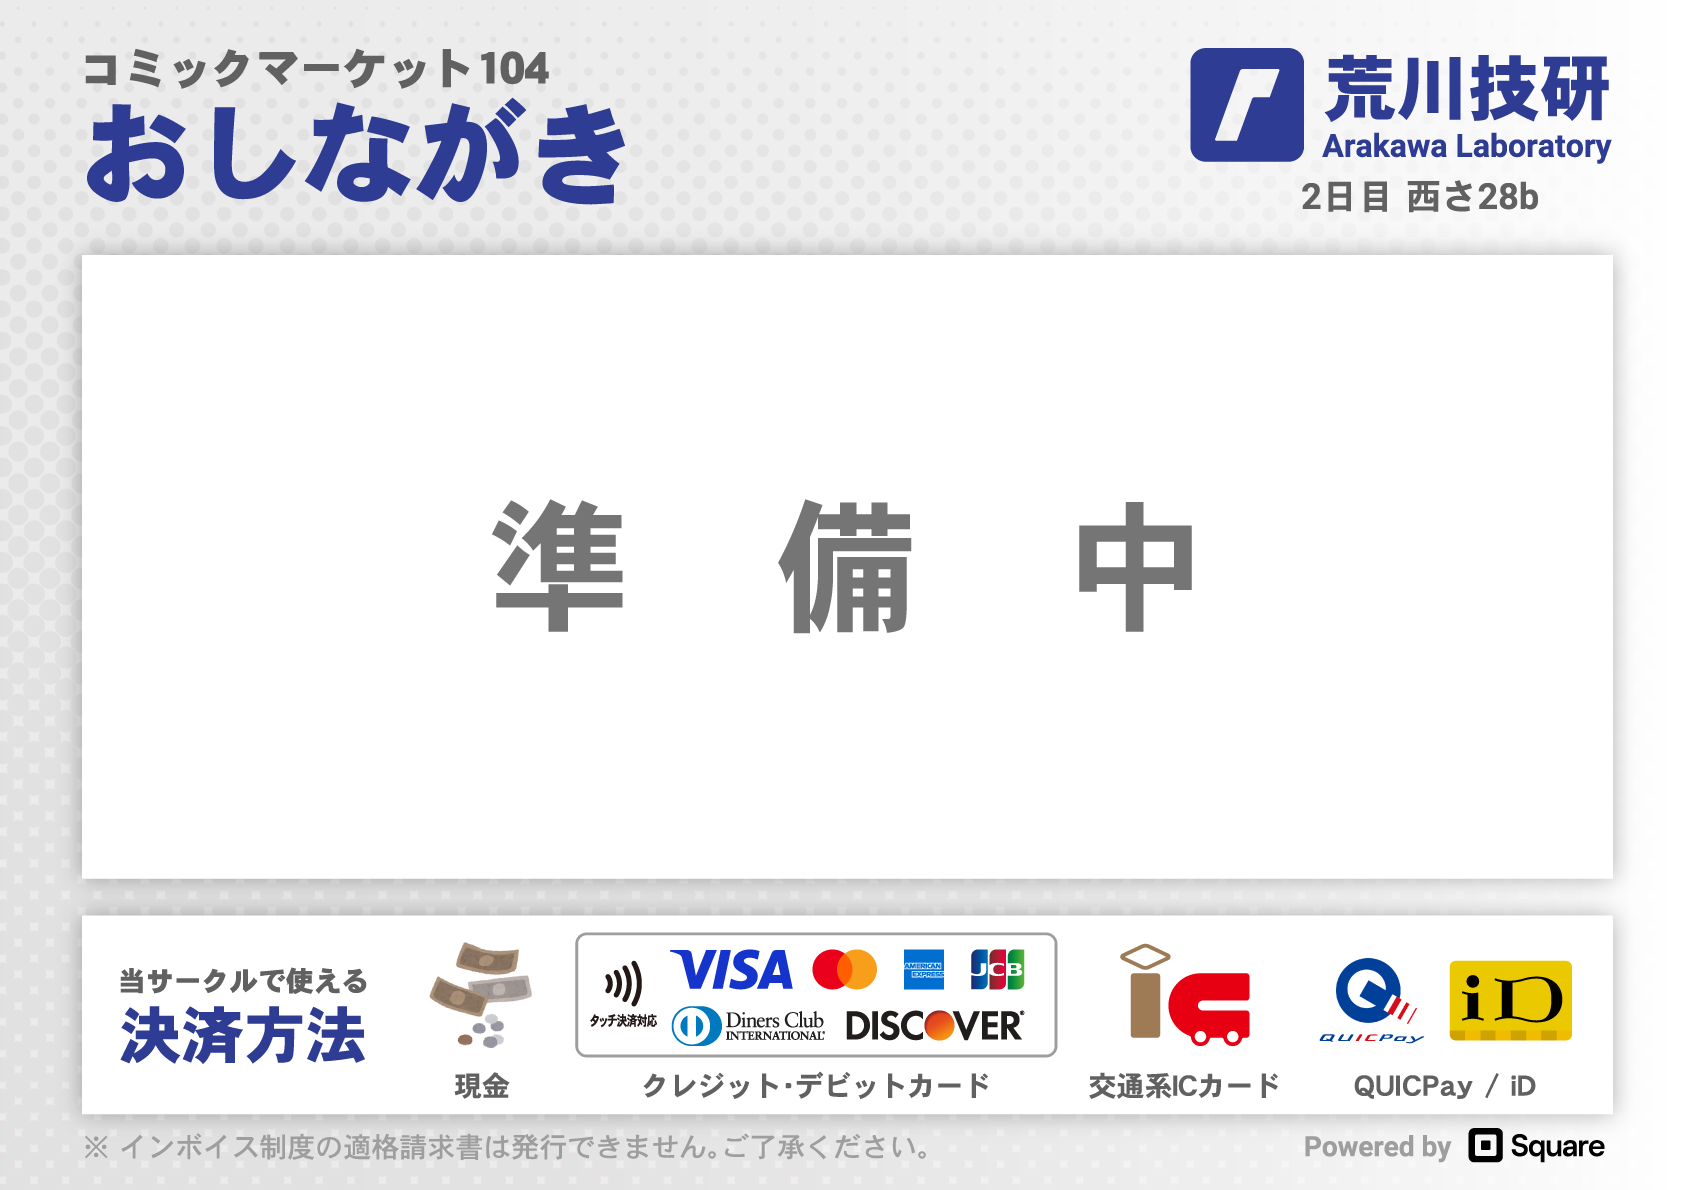 コミックマーケット104
おしながき
荒川技研
Arakawa Laboratory
2日目 西さ28b
準 備 中
当サークルで使える
決済方法
現金
タッチ決済対応
VISA
AMERICAN
EXPRESS
JCB
Diners Club
INTERNATIONAL®
DISCOVER®
クレジット・デビットカード
交通系ICカード
QUICPay
iD
QUICPay / iD
※ インボイス制度の適格請求書は発行できません。ご了承ください。
Powered by Square